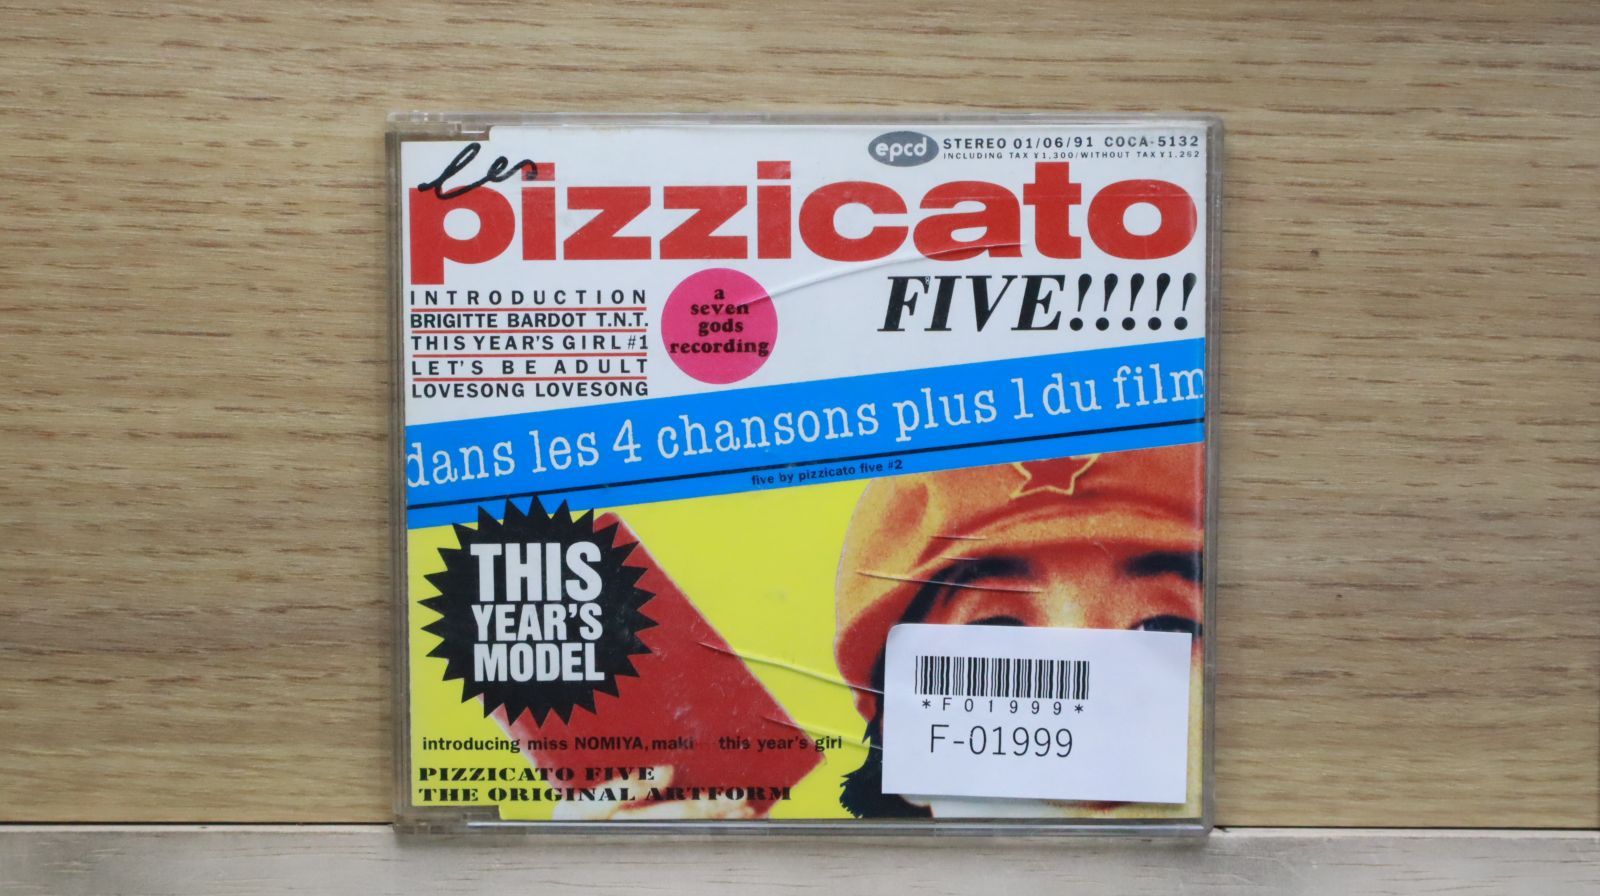 epcd STEREO 01/06/91 COCA-5132
INCLUDING TAX ¥1,300/WITHOUT TAX ¥1,262
les
pizzicato
FIVE!!!!!
INTRODUCTION
BRIGITTE BARDOT T.N.T.
THIS YEAR'S GIRL #1
LET'S BE ADULT
LOVESONG LOVESONG
a
seven
gods
recording
dans les 4 chansons plus 1 du film
five by pizzicato five #2
THIS
YEAR'S
MODEL
introducing miss NOMIYA, maki this year's girl
PIZZICATO FIVE
THE ORIGINAL ARTFORM
*F01999*
F-01999